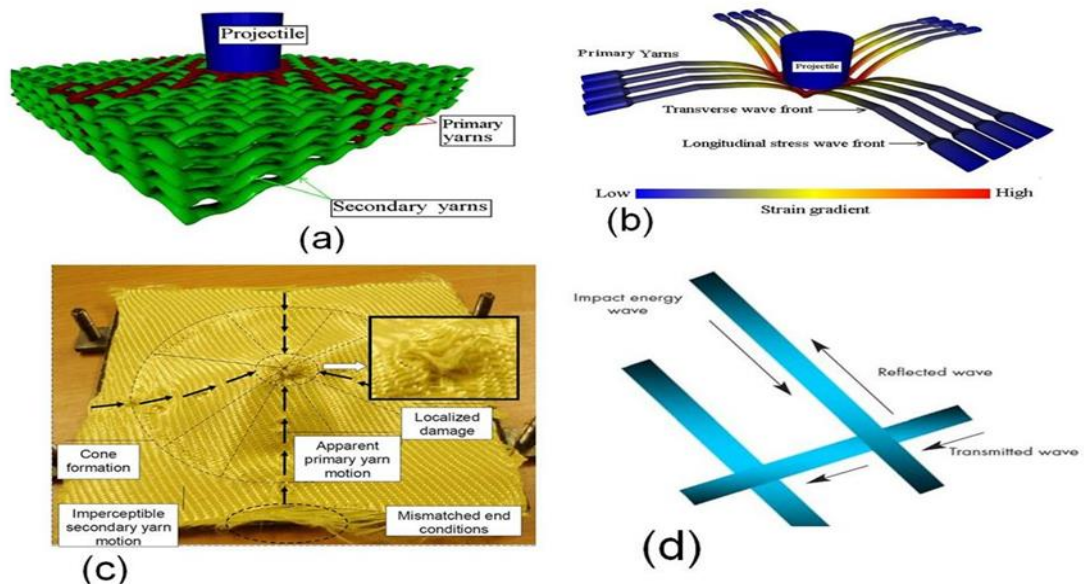 Projectile
Primary
yarns
Secondary yarns
(a)
Primary Yarns
Projectile
Transverse wave front
Longitudinal stress wave front
Low
High
Strain gradient
(b)
Localized
damage
Cone
formation
Apparent
primary yarn
motion
Imperceptible
secondary yarn
motion
Mismatched end
conditions
(c)
Impact energy
wave
Reflected wave
Transmitted wave
(d)